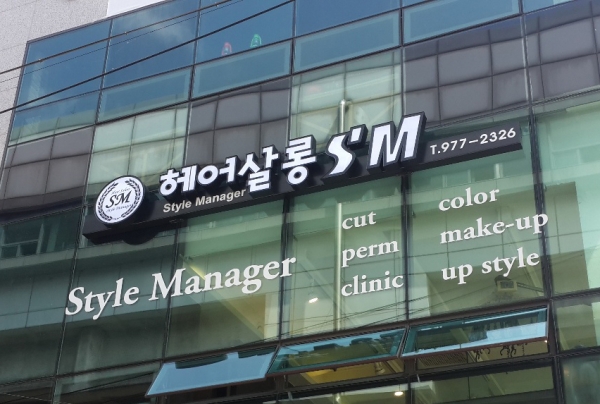 헤어살롱 S'M T.977-2326
S'M
Style Manager
Style Manager
cut
perm
clinic
color
make-up
up style